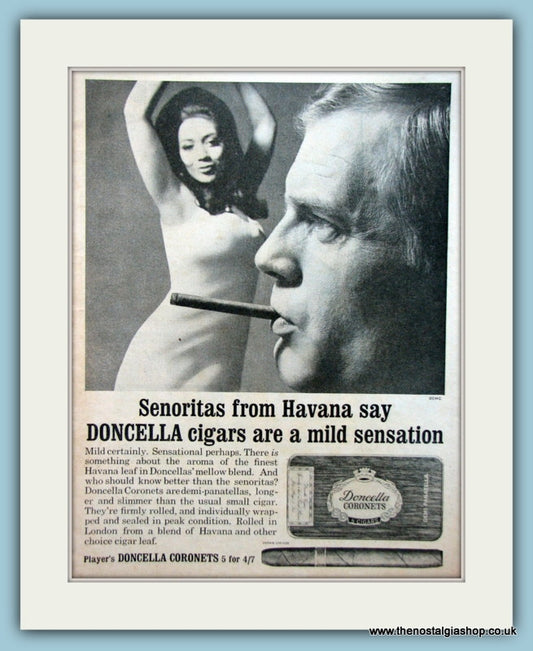 Senoritas from Havana say
DONCELLA cigars are a mild sensation
Mild certainly. Sensational perhaps. There is
something about the aroma of the finest
Havana leaf in Doncellas' mellow blend. And
who should know better than the senoritas?
Doncella Coronets are demi-panatellas, long-
er and slimmer than the usual small cigar.
They're firmly rolled, and individually wrap-
ped and sealed in peak condition. Rolled in
London from a blend of Havana and other
choice cigar leaf.
Player's DONCELLA CORONETS 5 for 4/7
Doncella
CORONETS
5 CIGARS
www.thenostalgiashop.co.uk